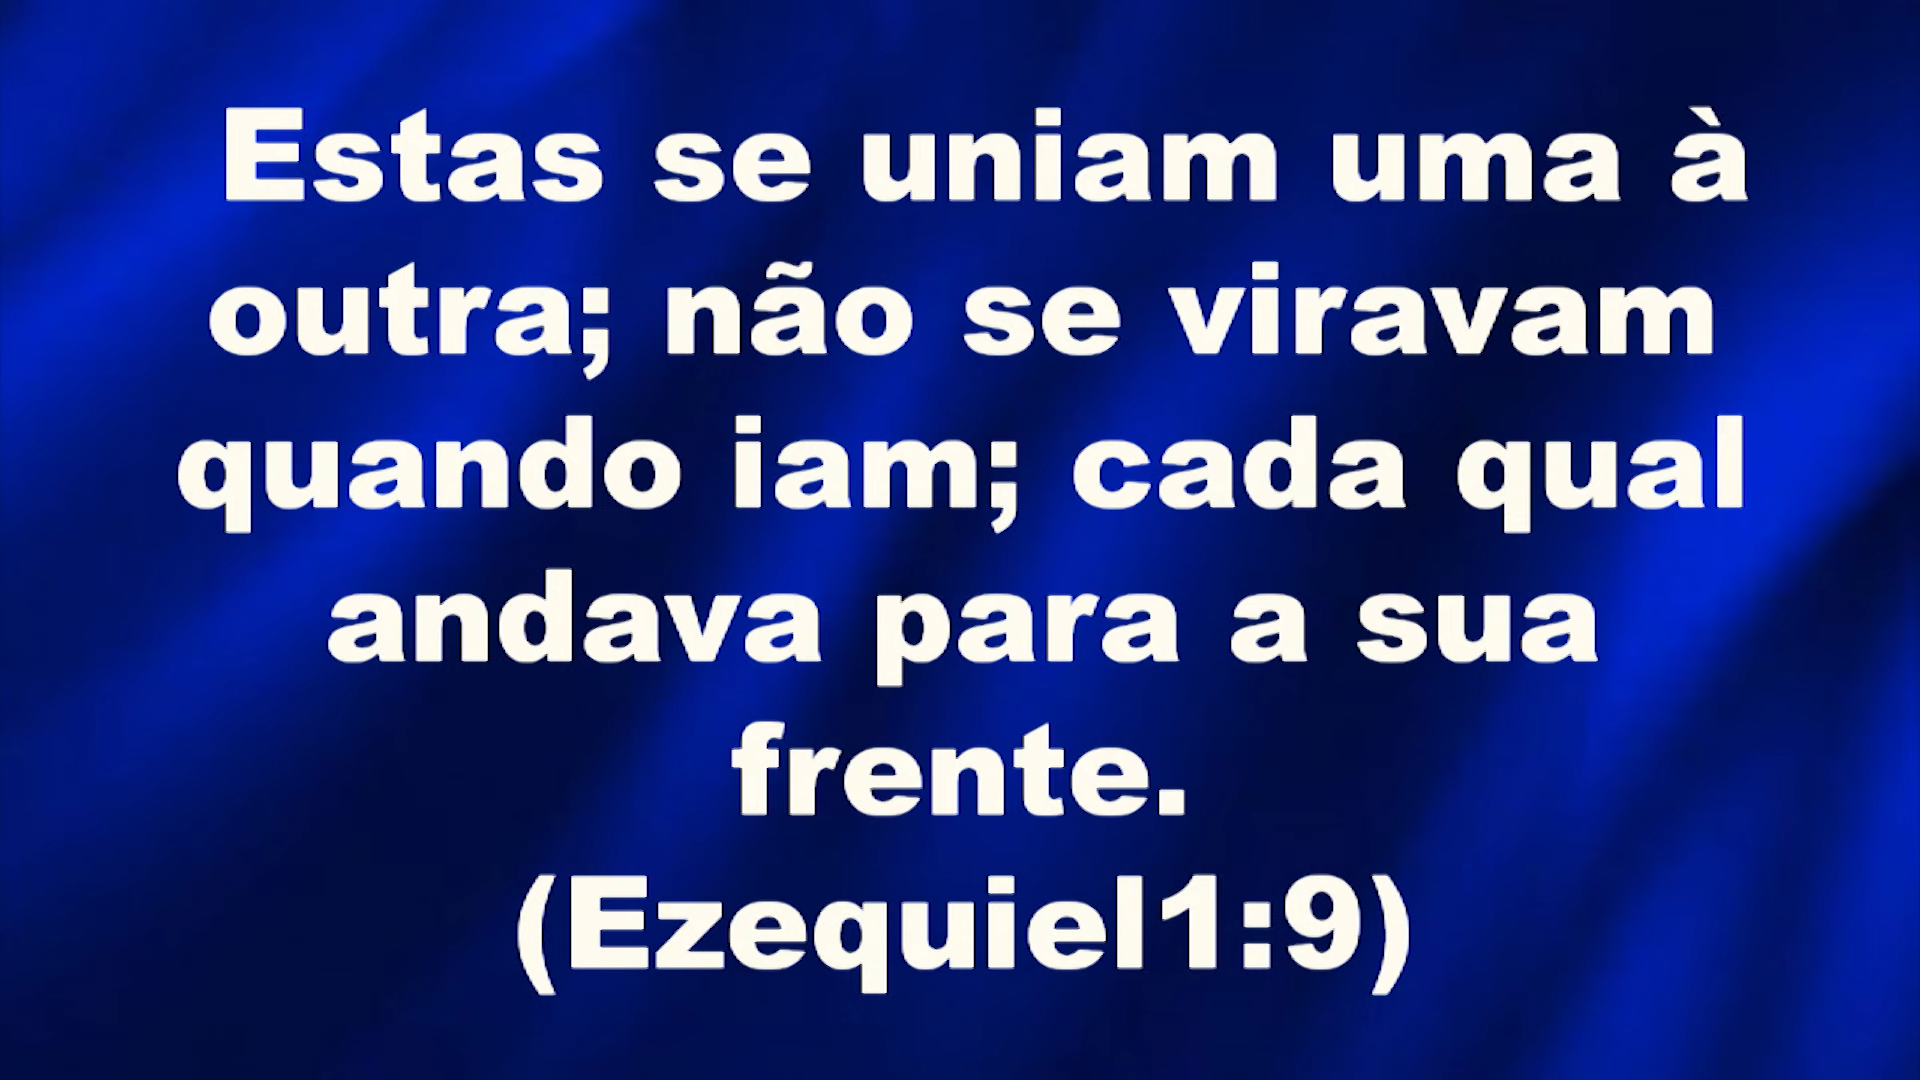 Estas se uniam uma à
outra; não se viravam
quando iam; cada qual
andava para a sua
frente.
(Ezequiel1:9)